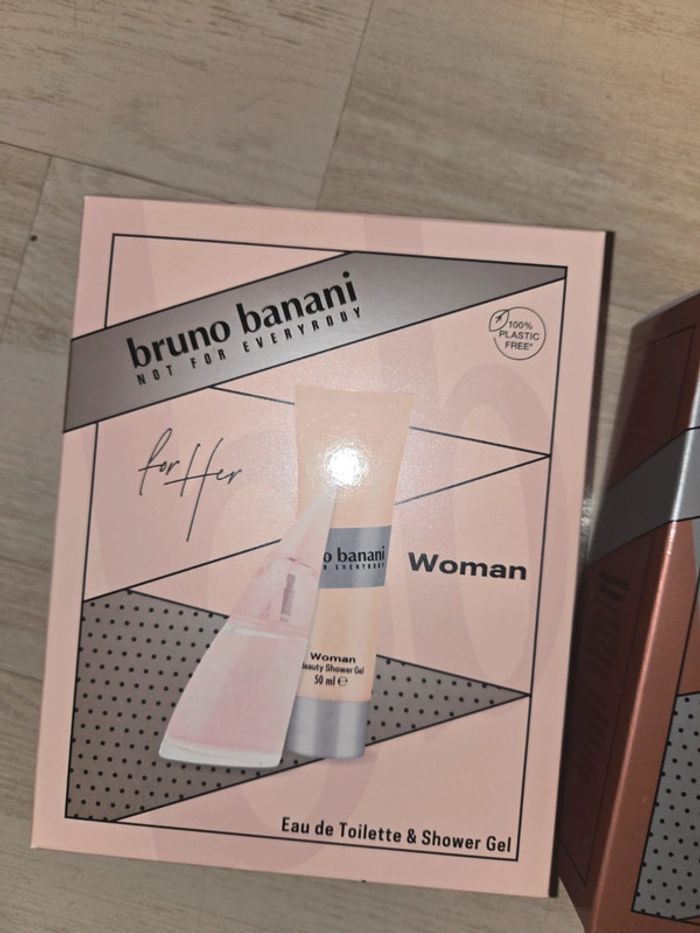 bruno banani
NOT FOR EVERYBODY
100%
PLASTIC
FREE*
for Her
o banani
R EVERYBODY
Woman
Woman
Beauty Shower Gel
50 ml ℮
Eau de Toilette & Shower Gel